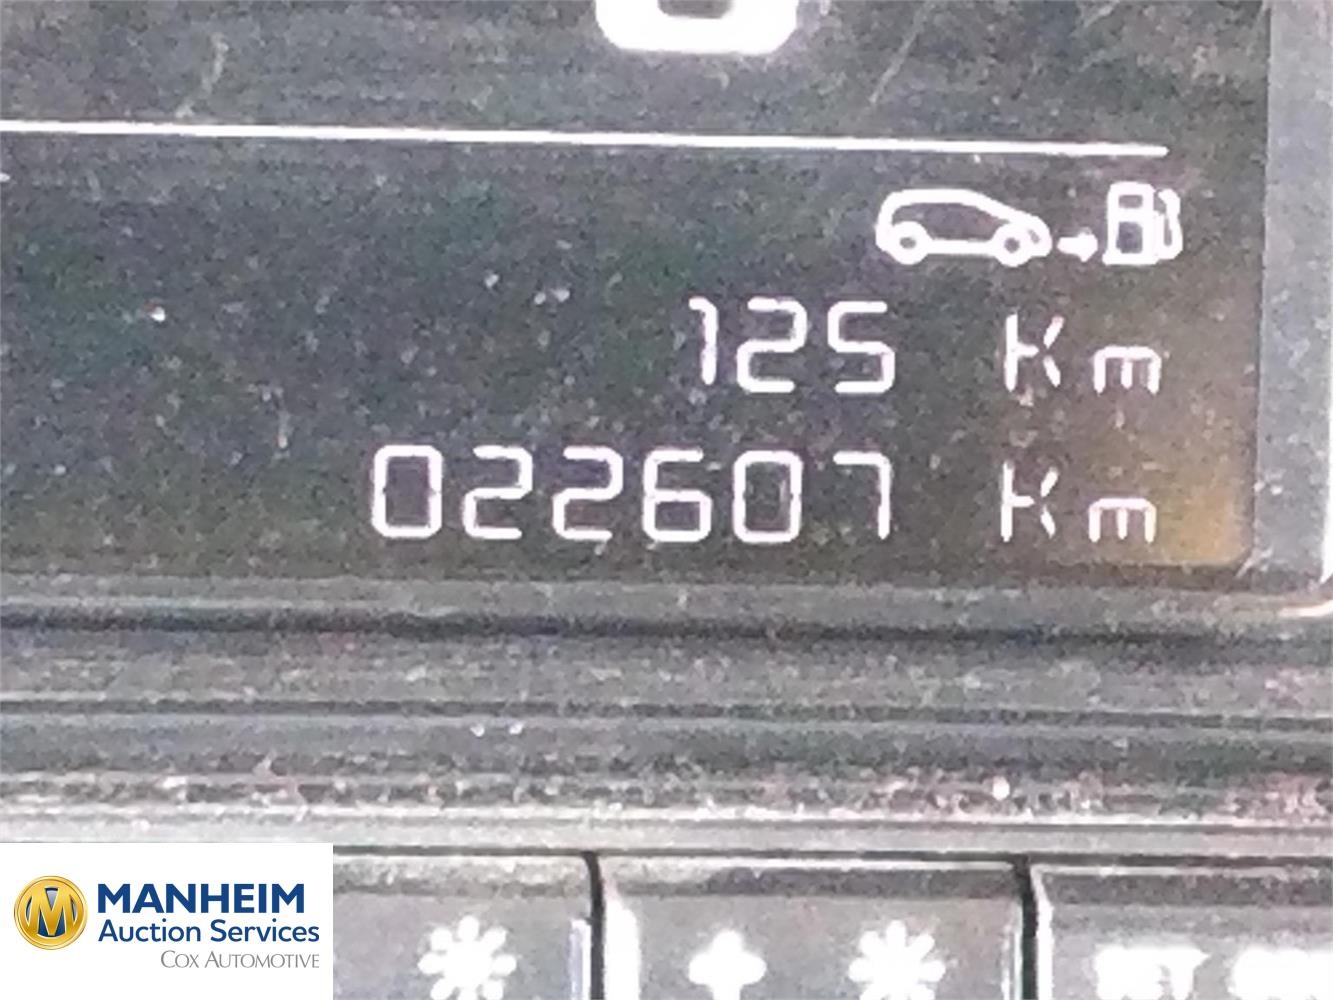 125 Km
022607 Km
MANHEIM
Auction Services
COX AUTOMOTIVE